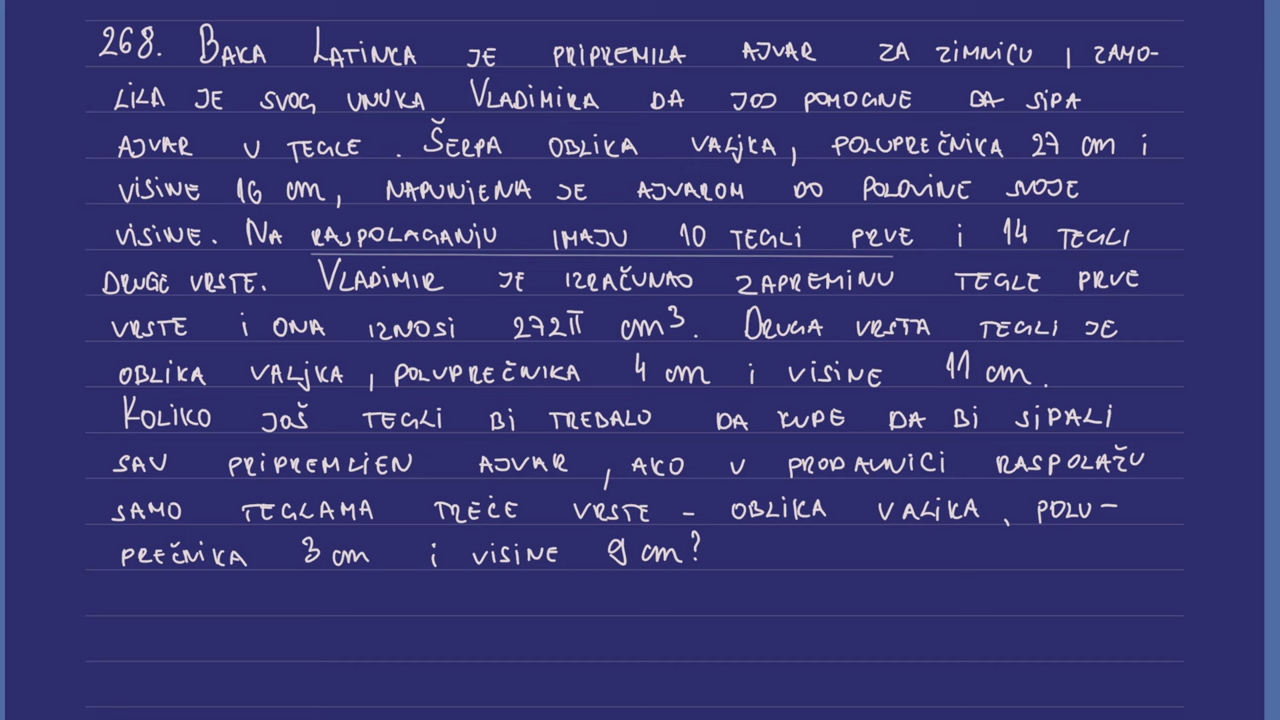 268. BAKA LATINKA JE PRIPREMILA AJVAR ZA ZIMNICU I ZAMO-
LILA JE SVOG UNUKA VLADIMIRA DA JOJ POMOGNE DA SIPA
AJVAR U TEGLE. ŠERPA OBLIKA VALJKA, POLUPREČNIKA 27 cm i
VISINE 16 cm, NAPUNJENA JE AJVAROM DO POLOVINE SVOJE
VISINE. NA RASPOLAGANJU IMAJU 10 TEGLI PRVE i 14 TEGLI
DRUGE VRSTE. VLADIMIR JE IZRAČUNAO ZAPREMINU TEGLE PRVE
VRSTE i ONA IZNOSI 272π cm³. DRUGA VRSTA TEGLI JE
OBLIKA VALJKA, POLUPREČNIKA 4 cm i VISINE 11 cm.
KOLIKO JOŠ TEGLI BI TREBALO DA KUPE DA BI SIPALI
SAV PRIPREMLJEN AJVAR, AKO U PRODAVNICI RASPOLAŽU
SAMO TEGLAMA TREĆE VRSTE - OBLIKA VALJKA, POLU-
PREČNIKA 3 cm i VISINE 9 cm?